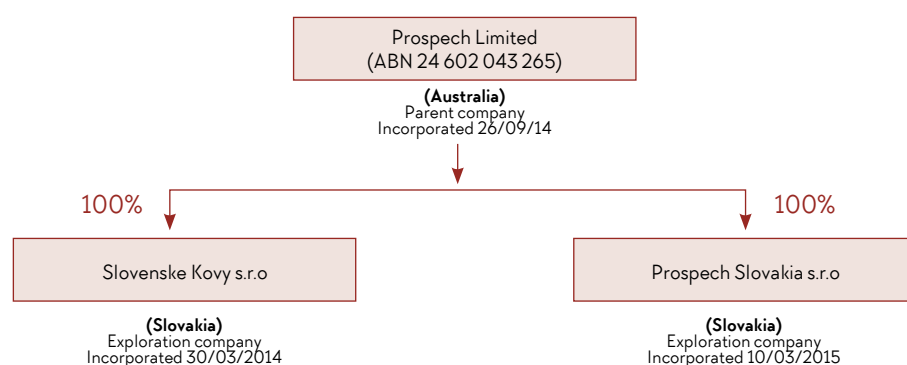 Prospech Limited
(ABN 24 602 043 265)
(Australia)
Parent company
Incorporated 26/09/14
100%
100%
Slovenske Kovy s.r.o
Prospech Slovakia s.r.o
(Slovakia)
Exploration company
Incorporated 30/03/2014
(Slovakia)
Exploration company
Incorporated 10/03/2015